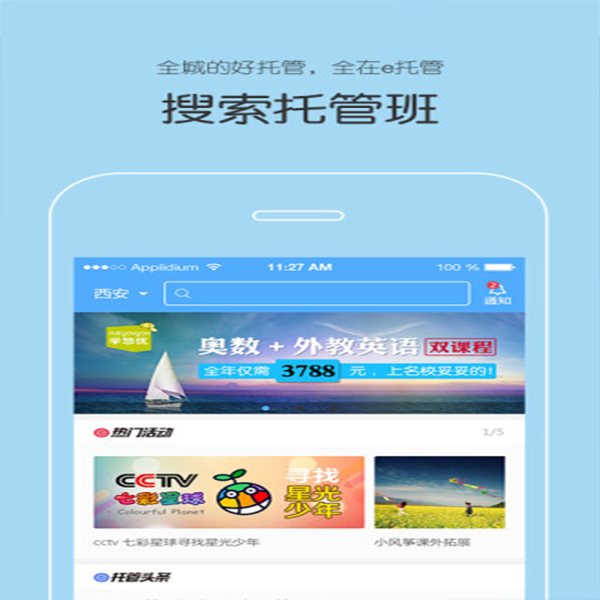 全城的好托管，全在e托管
搜索托管班
Applidium 11:27 AM 100 %
西安
2
通知
学悠优
奥数 + 外教英语 双课程
全年仅需 3788 元，上名校妥妥的!
热门活动 1/5
CCTV
七彩星球
Colourful Planet
寻找
星光
少年
cctv 七彩星球寻找星光少年 小风筝课外拓展
托管头条